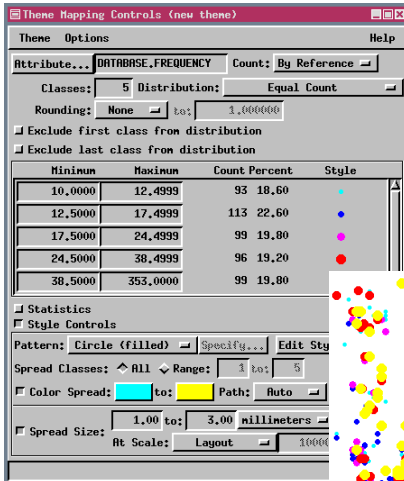 Theme Mapping Controls (new theme)
Theme Options Help
Attribute... DATABASE.FREQUENCY Count: By Reference
Classes: 5 Distribution: Equal Count
Rounding: None to: 1.000000
Exclude first class from distribution
Exclude last class from distribution
Minimum Maximum Count Percent Style
10.0000 12.4999 93 18.60
12.5000 17.4999 113 22.60
17.5000 24.4999 99 19.80
24.5000 38.4999 96 19.20
38.5000 353.0000 99 19.80
Statistics
Style Controls
Pattern: Circle (filled) Specify... Edit Sty
Spread Classes: All Range: 1 to: 5
Color Spread: to: Path: Auto
Spread Size: 1.00 to: 3.00 millimeters
At Scale: Layout 1000